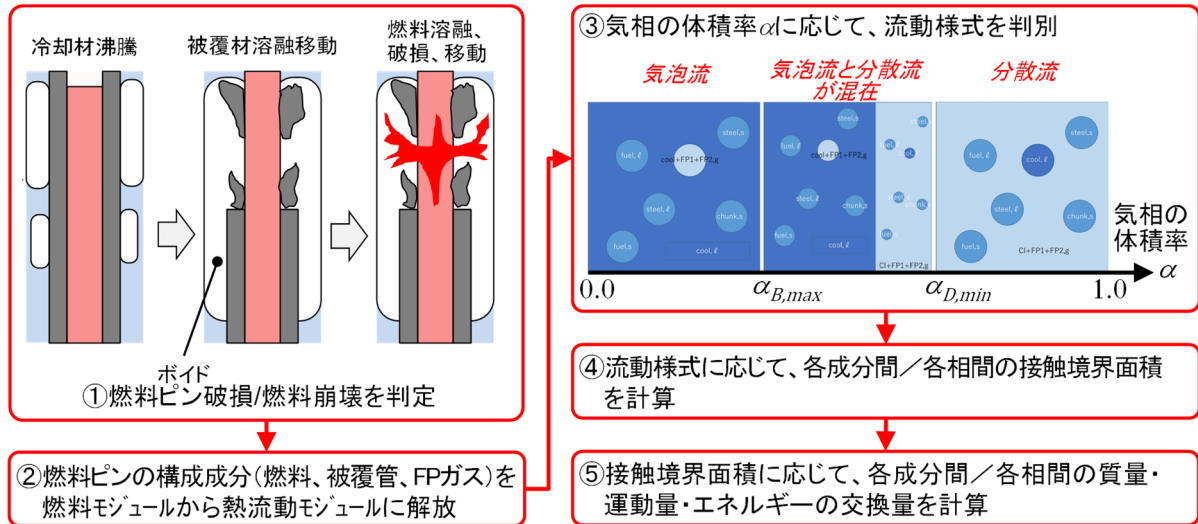 冷却材沸騰
被覆材溶融移動
燃料溶融、
破損、移動
ボイド
①燃料ピン破損/燃料崩壊を判定
②燃料ピンの構成成分(燃料、被覆管、FPガス)を
燃料ﾓｼﾞｭｰﾙから熱流動ﾓｼﾞｭｰﾙに解放
③気相の体積率αに応じて、流動様式を判別
気泡流
気泡流と分散流
が混在
分散流
steel,s
fuel, ℓ
cool+FP1+FP2,g
steel, ℓ
chunk,s
fuel,s
cool, ℓ
steel,s
fuel, ℓ
cool+FP1+FP2,g
steel, ℓ
chunk,s
fuel,s
cool, ℓ
CI+FP1+FP2,g
steel,s
fuel, ℓ
steel, ℓ
chunk,s
fuel,s
CI+FP1+FP2,g
気相の
体積率
α
0.0
αB,max
αD,min
1.0
④流動様式に応じて、各成分間／各相間の接触境界面積
を計算
⑤接触境界面積に応じて、各成分間／各相間の質量・
運動量・エネルギーの交換量を計算